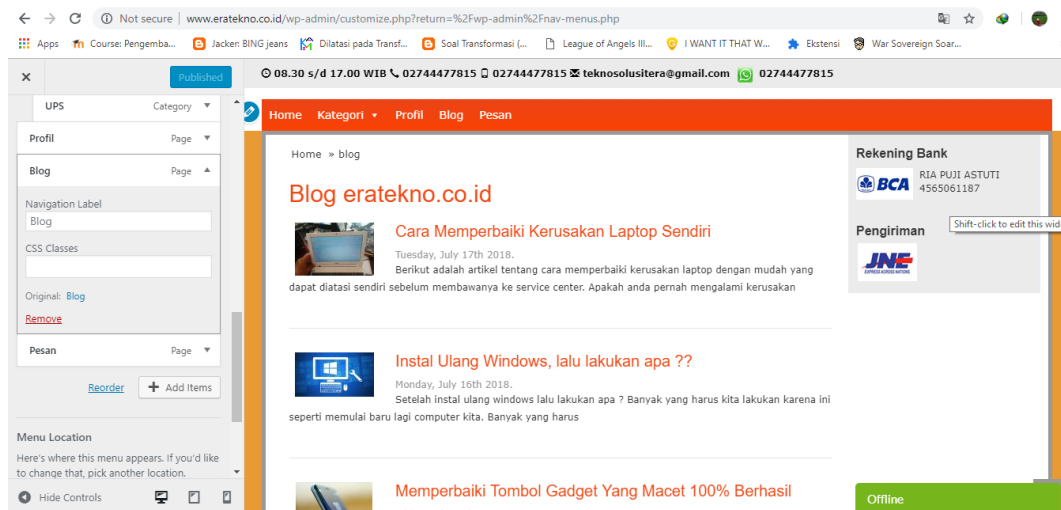 Not secure | www.eratekno.co.id/wp-admin/customize.php?return=%2Fwp-admin%2Fnav-menus.php
Apps Course: Pengemba... Jacker: BING jeans Dilatasi pada Transf... Soal Transformasi (... League of Angels III... I WANT IT THAT W... Ekstensi War Sovereign Soar...
Published
UPS Category
Profil Page
Blog Page
Navigation Label
Blog
CSS Classes
Original: Blog
Remove
Pesan Page
Reorder Add Items
Menu Location
Here's where this menu appears. If you'd like
to change that, pick another location.
Hide Controls
08.30 s/d 17.00 WIB 02744477815 02744477815 teknosolusitera@gmail.com 02744477815
Home Kategori Profil Blog Pesan
Home » blog
Blog eratekno.co.id
Cara Memperbaiki Kerusakan Laptop Sendiri
Tuesday, July 17th 2018.
Berikut adalah artikel tentang cara memperbaiki kerusakan laptop dengan mudah yang
dapat diatasi sendiri sebelum membawanya ke service center. Apakah anda pernah mengalami kerusakan
Instal Ulang Windows, lalu lakukan apa ??
Monday, July 16th 2018.
Setelah instal ulang windows lalu lakukan apa ? Banyak yang harus kita lakukan karena ini
seperti memulai baru lagi computer kita. Banyak yang harus
Memperbaiki Tombol Gadget Yang Macet 100% Berhasil
Rekening Bank
BCA
RIA PUJI ASTUTI
4565061187
Shift-click to edit this wid
Pengiriman
JNE
EXPRESS ACROSS NATIONS
Offline